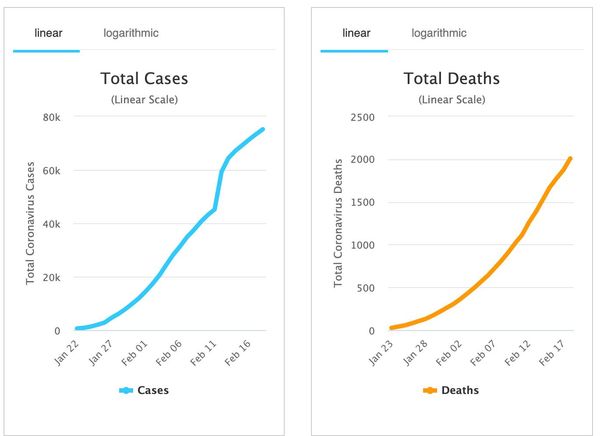 linear
logarithmic
Total Cases
(Linear Scale)
Total Coronavirus Cases
80k
60k
40k
20k
0
Jan 22
Jan 27
Feb 01
Feb 06
Feb 11
Feb 16
Cases
linear
logarithmic
Total Deaths
(Linear Scale)
Total Coronavirus Deaths
2500
2000
1500
1000
500
0
Jan 23
Jan 28
Feb 02
Feb 07
Feb 12
Feb 17
Deaths